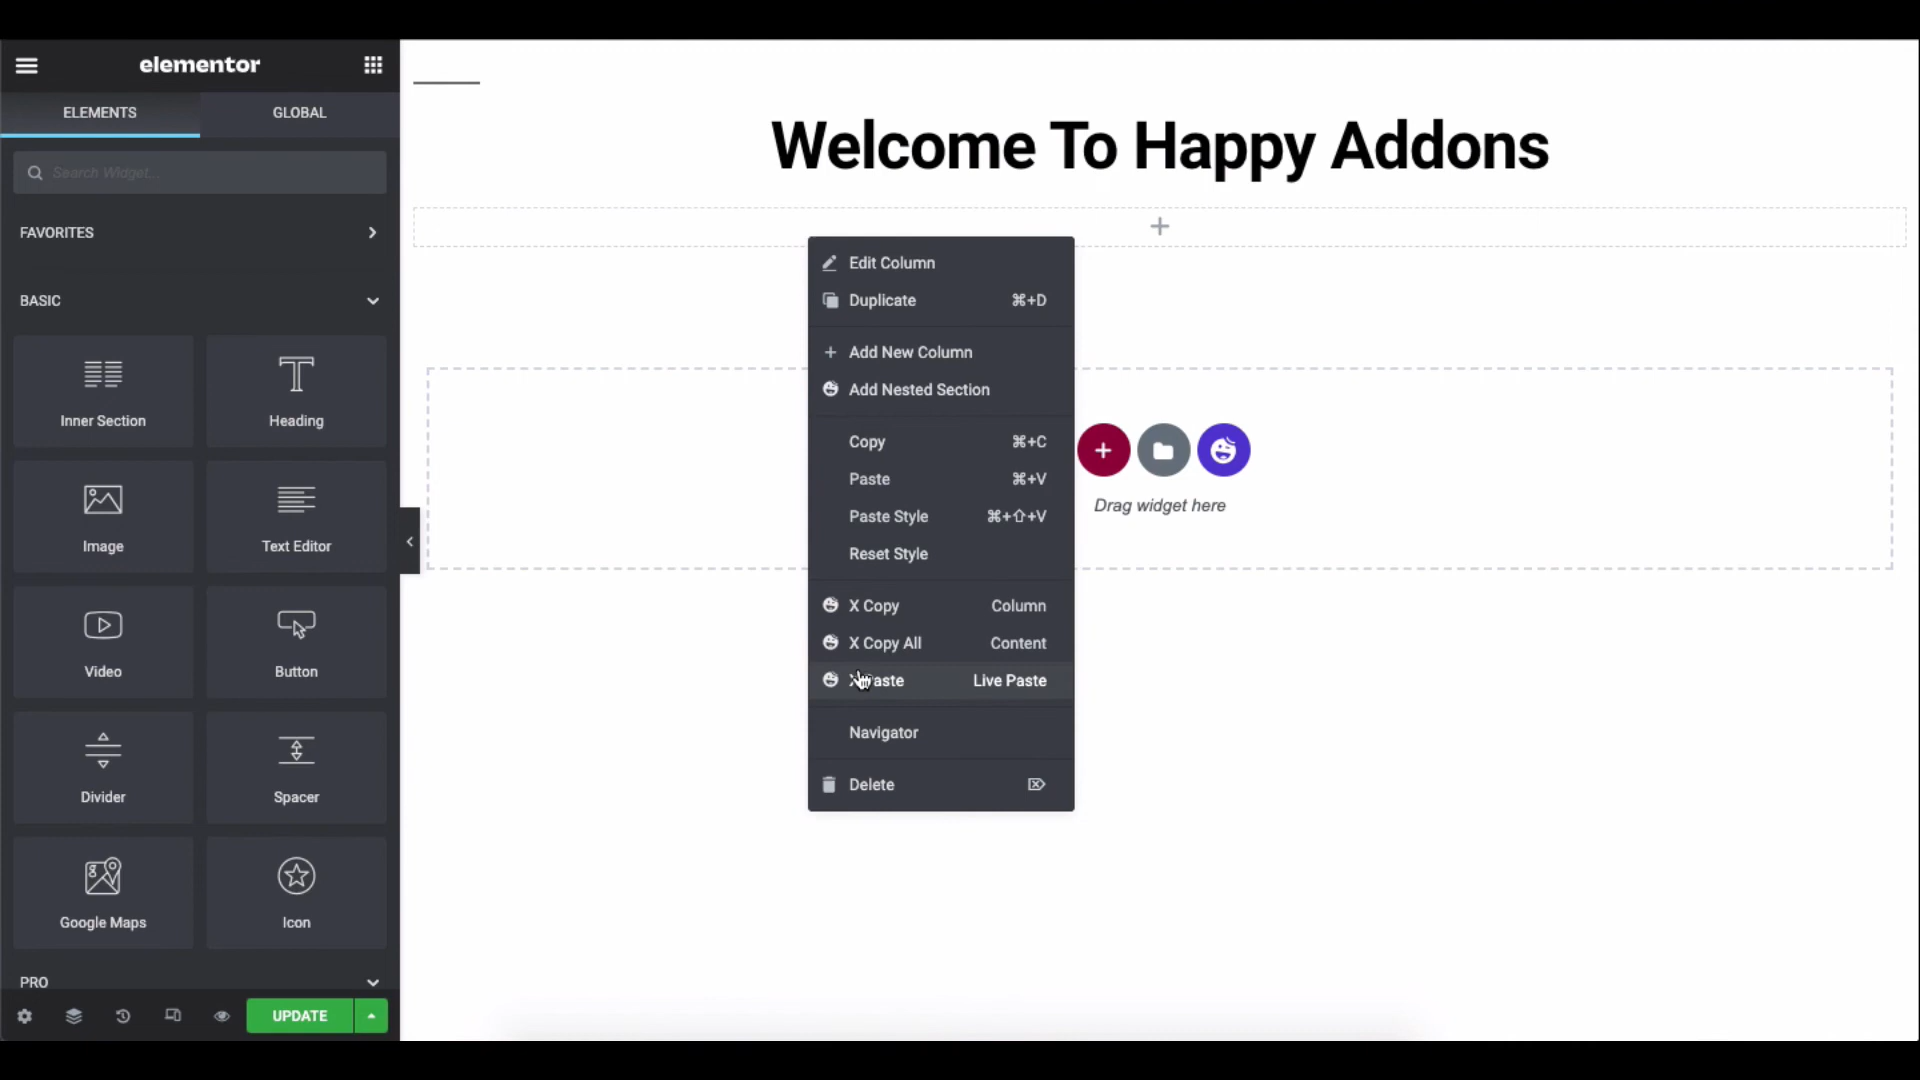 elementor
ELEMENTS GLOBAL
Search Widget...
FAVORITES
BASIC
Inner Section Heading
Image Text Editor
Video Button
Divider Spacer
Google Maps Icon
PRO
UPDATE
Welcome To Happy Addons
Edit Column
Duplicate ⌘+D
Add New Column
Add Nested Section
Copy ⌘+C
Paste ⌘+V
Paste Style ⌘+⇧+V
Reset Style
X Copy Column
X Copy All Content
X Paste Live Paste
Navigator
Delete
Drag widget here